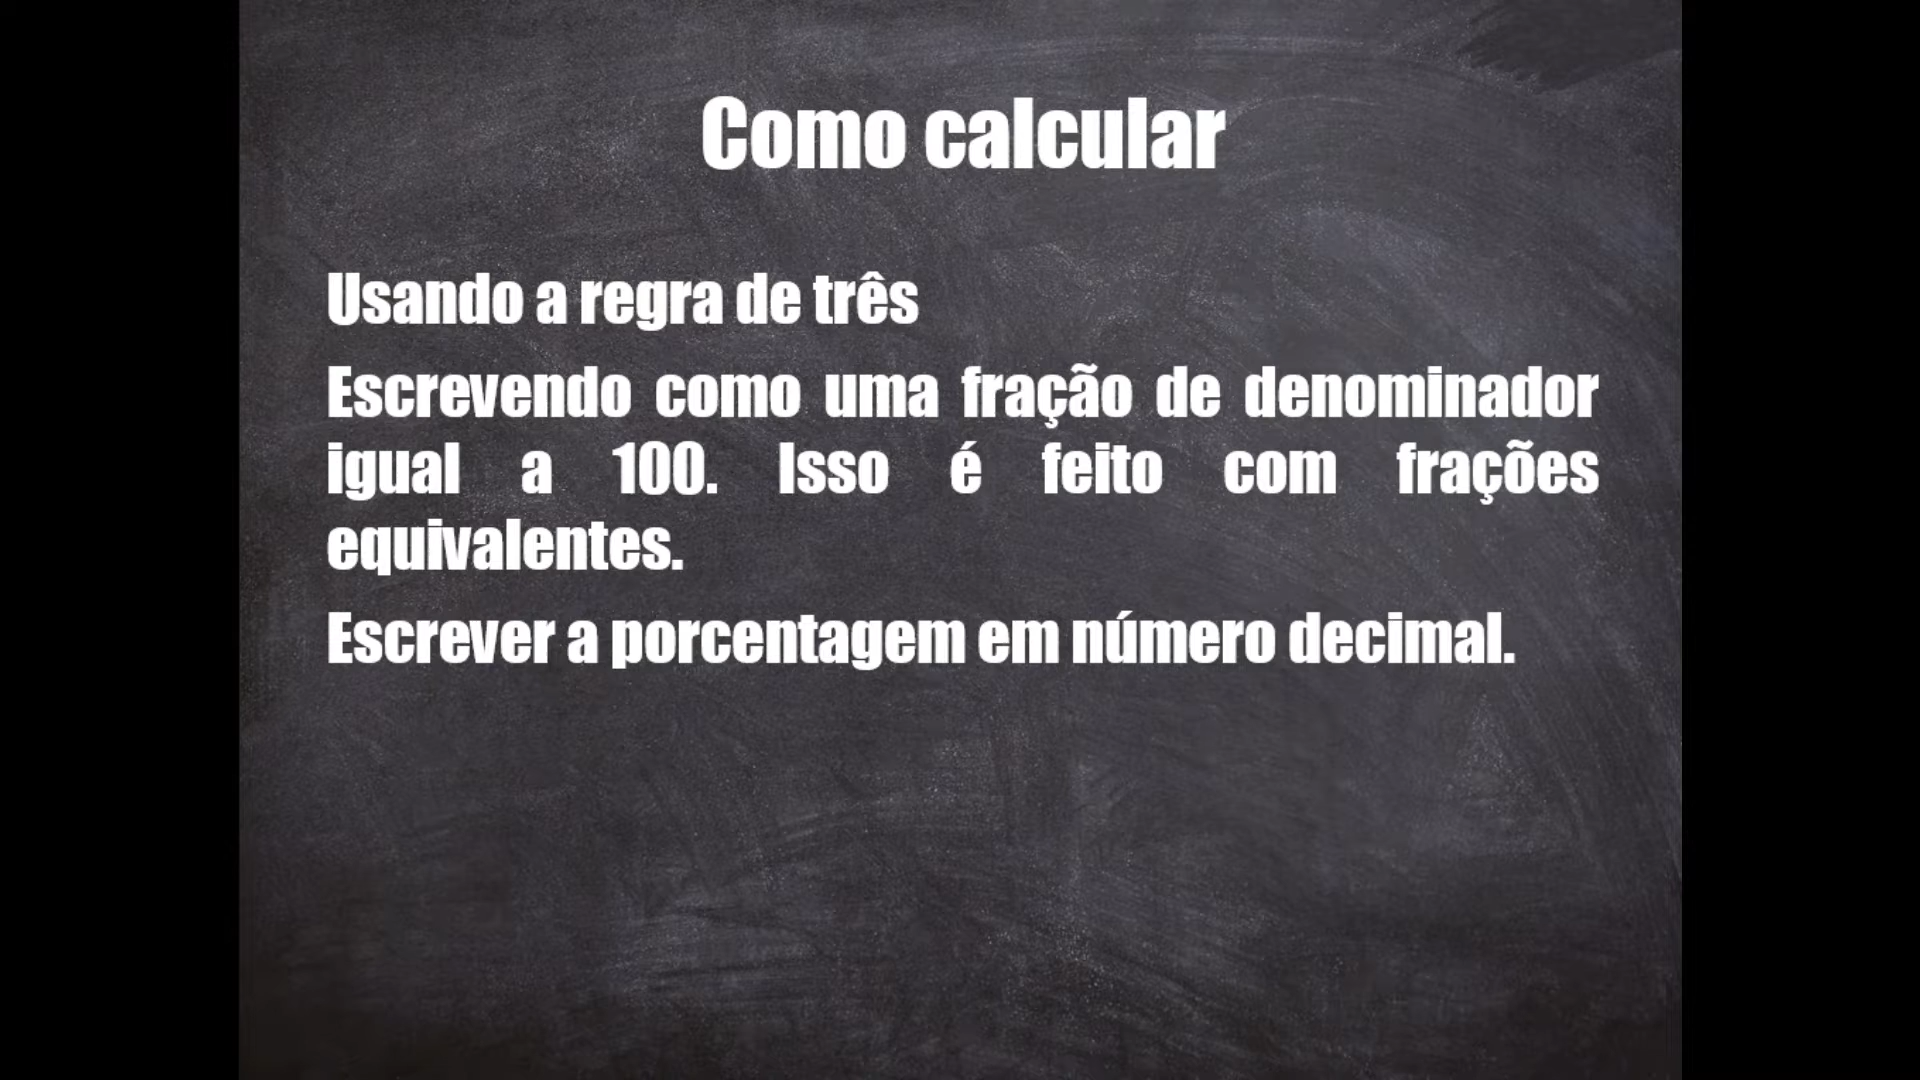 Como calcular
Usando a regra de três
Escrevendo como uma fração de denominador
igual a 100. Isso é feito com frações
equivalentes.
Escrever a porcentagem em número decimal.